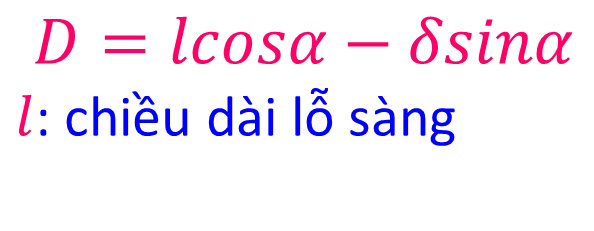 D = lcosα − δsinα
l: chiều dài lỗ sàng